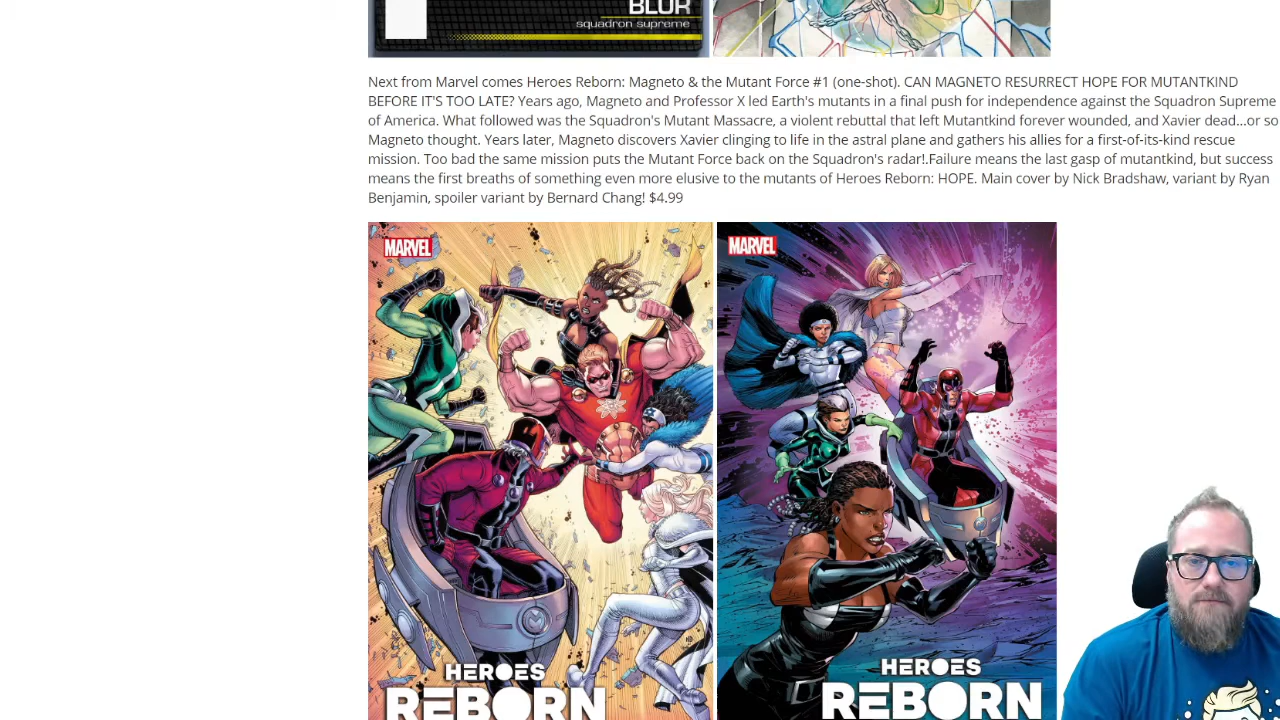 BLUR
squadron supreme
Next from Marvel comes Heroes Reborn: Magneto & the Mutant Force #1 (one-shot). CAN MAGNETO RESURRECT HOPE FOR MUTANTKIND
BEFORE IT'S TOO LATE? Years ago, Magneto and Professor X led Earth's mutants in a final push for independence against the Squadron Supreme
of America. What followed was the Squadron's Mutant Massacre, a violent rebuttal that left Mutantkind forever wounded, and Xavier dead...or so
Magneto thought. Years later, Magneto discovers Xavier clinging to life in the astral plane and gathers his allies for a first-of-its-kind rescue
mission. Too bad the same mission puts the Mutant Force back on the Squadron's radar!.Failure means the last gasp of mutantkind, but success
means the first breaths of something even more elusive to the mutants of Heroes Reborn: HOPE. Main cover by Nick Bradshaw, variant by Ryan
Benjamin, spoiler variant by Bernard Chang! $4.99
MARVEL
HEROES
REBORN
MARVEL
HEROES
REBORN